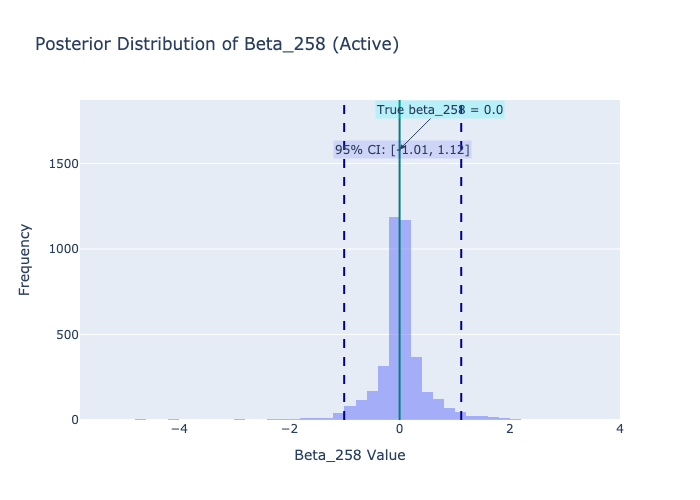 Posterior Distribution of Beta_258 (Active)
True beta_258 = 0.0
95% CI: [-1.01, 1.12]
1500
1000
500
0
Frequency
−4
−2
0
2
4
Beta_258 Value